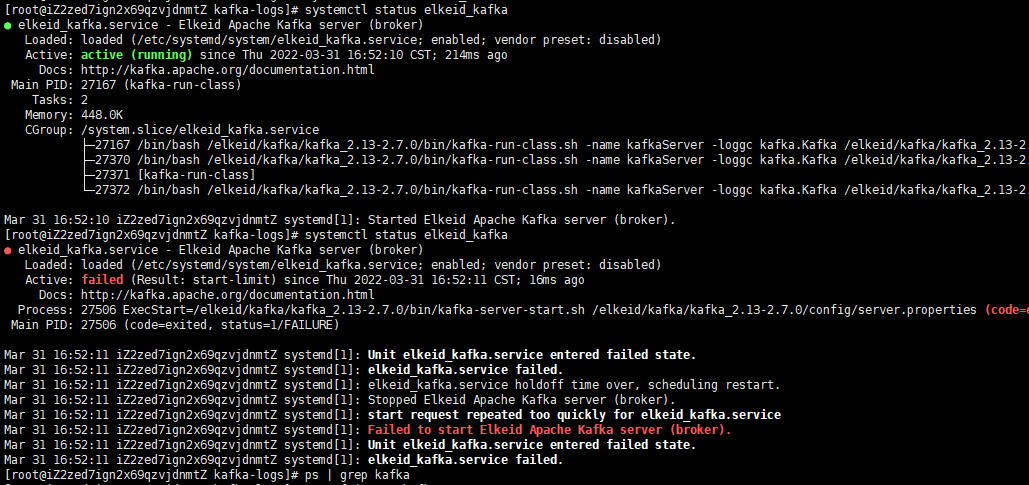 [root@iZ2zed7ign2x69qzvjdnmtZ kafka-logs]# systemctl status elkeid_kafka
● elkeid_kafka.service - Elkeid Apache Kafka server (broker)
Loaded: loaded (/etc/systemd/system/elkeid_kafka.service; enabled; vendor preset: disabled)
Active: active (running) since Thu 2022-03-31 16:52:10 CST; 214ms ago
Docs: http://kafka.apache.org/documentation.html
Main PID: 27167 (kafka-run-class)
Tasks: 2
Memory: 448.0K
CGroup: /system.slice/elkeid_kafka.service
├─27167 /bin/bash /elkeid/kafka/kafka_2.13-2.7.0/bin/kafka-run-class.sh -name kafkaServer -loggc kafka.Kafka /elkeid/kafka/kafka_2.13-2.
├─27370 /bin/bash /elkeid/kafka/kafka_2.13-2.7.0/bin/kafka-run-class.sh -name kafkaServer -loggc kafka.Kafka /elkeid/kafka/kafka_2.13-2.
├─27371 [kafka-run-class]
└─27372 /bin/bash /elkeid/kafka/kafka_2.13-2.7.0/bin/kafka-run-class.sh -name kafkaServer -loggc kafka.Kafka /elkeid/kafka/kafka_2.13-2.
Mar 31 16:52:10 iZ2zed7ign2x69qzvjdnmtZ systemd[1]: Started Elkeid Apache Kafka server (broker).
[root@iZ2zed7ign2x69qzvjdnmtZ kafka-logs]# systemctl status elkeid_kafka
● elkeid_kafka.service - Elkeid Apache Kafka server (broker)
Loaded: loaded (/etc/systemd/system/elkeid_kafka.service; enabled; vendor preset: disabled)
Active: failed (Result: start-limit) since Thu 2022-03-31 16:52:11 CST; 16ms ago
Docs: http://kafka.apache.org/documentation.html
Process: 27506 ExecStart=/elkeid/kafka/kafka_2.13-2.7.0/bin/kafka-server-start.sh /elkeid/kafka/kafka_2.13-2.7.0/config/server.properties (code=e
Main PID: 27506 (code=exited, status=1/FAILURE)
Mar 31 16:52:11 iZ2zed7ign2x69qzvjdnmtZ systemd[1]: Unit elkeid_kafka.service entered failed state.
Mar 31 16:52:11 iZ2zed7ign2x69qzvjdnmtZ systemd[1]: elkeid_kafka.service failed.
Mar 31 16:52:11 iZ2zed7ign2x69qzvjdnmtZ systemd[1]: elkeid_kafka.service holdoff time over, scheduling restart.
Mar 31 16:52:11 iZ2zed7ign2x69qzvjdnmtZ systemd[1]: Stopped Elkeid Apache Kafka server (broker).
Mar 31 16:52:11 iZ2zed7ign2x69qzvjdnmtZ systemd[1]: start request repeated too quickly for elkeid_kafka.service
Mar 31 16:52:11 iZ2zed7ign2x69qzvjdnmtZ systemd[1]: Failed to start Elkeid Apache Kafka server (broker).
Mar 31 16:52:11 iZ2zed7ign2x69qzvjdnmtZ systemd[1]: Unit elkeid_kafka.service entered failed state.
Mar 31 16:52:11 iZ2zed7ign2x69qzvjdnmtZ systemd[1]: elkeid_kafka.service failed.
[root@iZ2zed7ign2x69qzvjdnmtZ kafka-logs]# ps | grep kafka